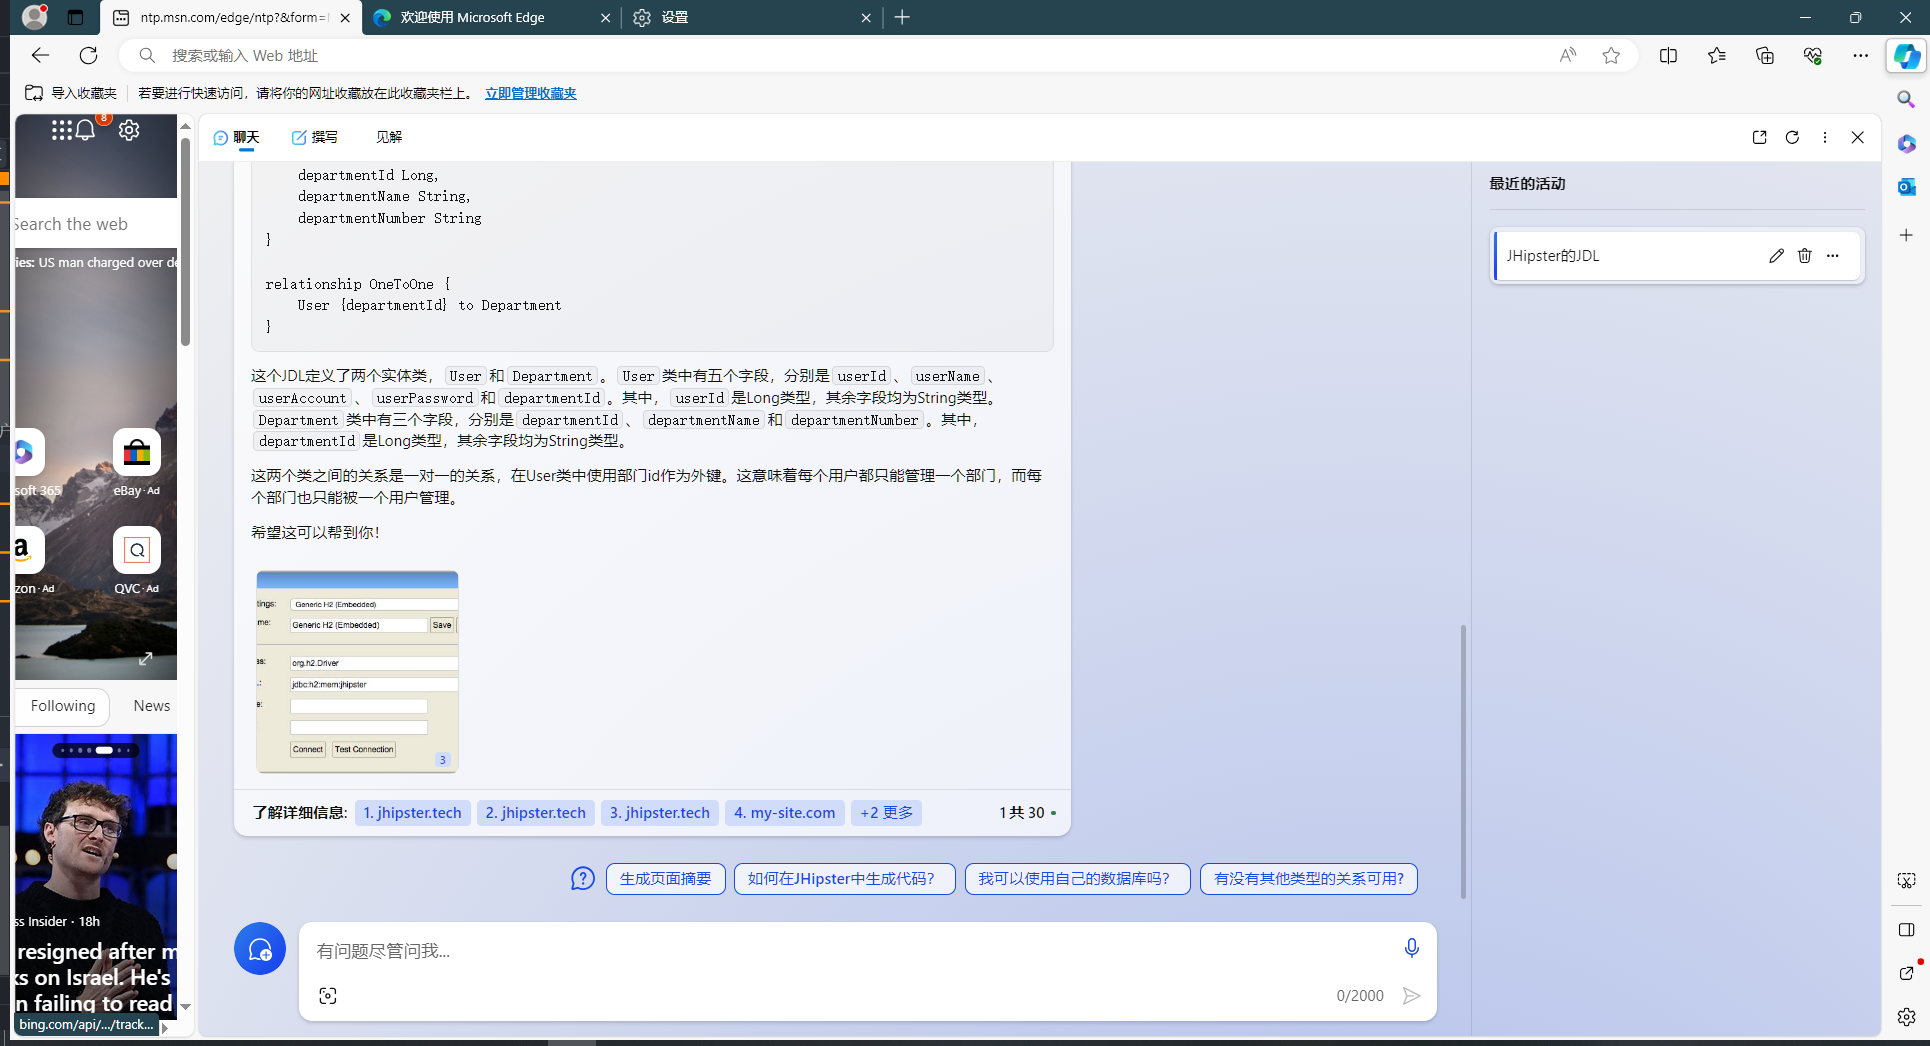 ntp.msn.com/edge/ntp?&form=
欢迎使用 Microsoft Edge
设置
搜索或输入 Web 地址
导入收藏夹
若要进行快速访问，请将你的网址收藏放在此收藏夹栏上。 立即管理收藏夹
8
Search the web
ies: US man charged over de
soft 365
eBay · Ad
zon · Ad
QVC · Ad
Following
News
ss Insider · 18h
resigned after m
ks on Israel. He's
n failing to read
bing.com/api/.../track...
聊天
撰写
见解
departmentId Long,
departmentName String,
departmentNumber String
}
relationship OneToOne {
User {departmentId} to Department
}
这个JDL定义了两个实体类， User 和 Department 。 User 类中有五个字段，分别是 userId 、 userName 、
userAccount 、 userPassword 和 departmentId 。其中， userId 是Long类型，其余字段均为String类型。
Department 类中有三个字段，分别是 departmentId 、 departmentName 和 departmentNumber 。其中，
departmentId 是Long类型，其余字段均为String类型。
这两个类之间的关系是一对一的关系，在User类中使用部门id作为外键。这意味着每个用户都只能管理一个部门，而每
个部门也只能被一个用户管理。
希望这可以帮到你！
tings: Generic H2 (Embedded)
me: Generic H2 (Embedded) Save
ss: org.h2.Driver
.: jdbc:h2:mem:jhipster
e:
Connect Test Connection
3
了解详细信息: 1. jhipster.tech 2. jhipster.tech 3. jhipster.tech 4. my-site.com +2 更多 1 共 30
生成页面摘要 如何在JHipster中生成代码？ 我可以使用自己的数据库吗？ 有没有其他类型的关系可用?
有问题尽管问我...
0/2000
最近的活动
JHipster的JDL